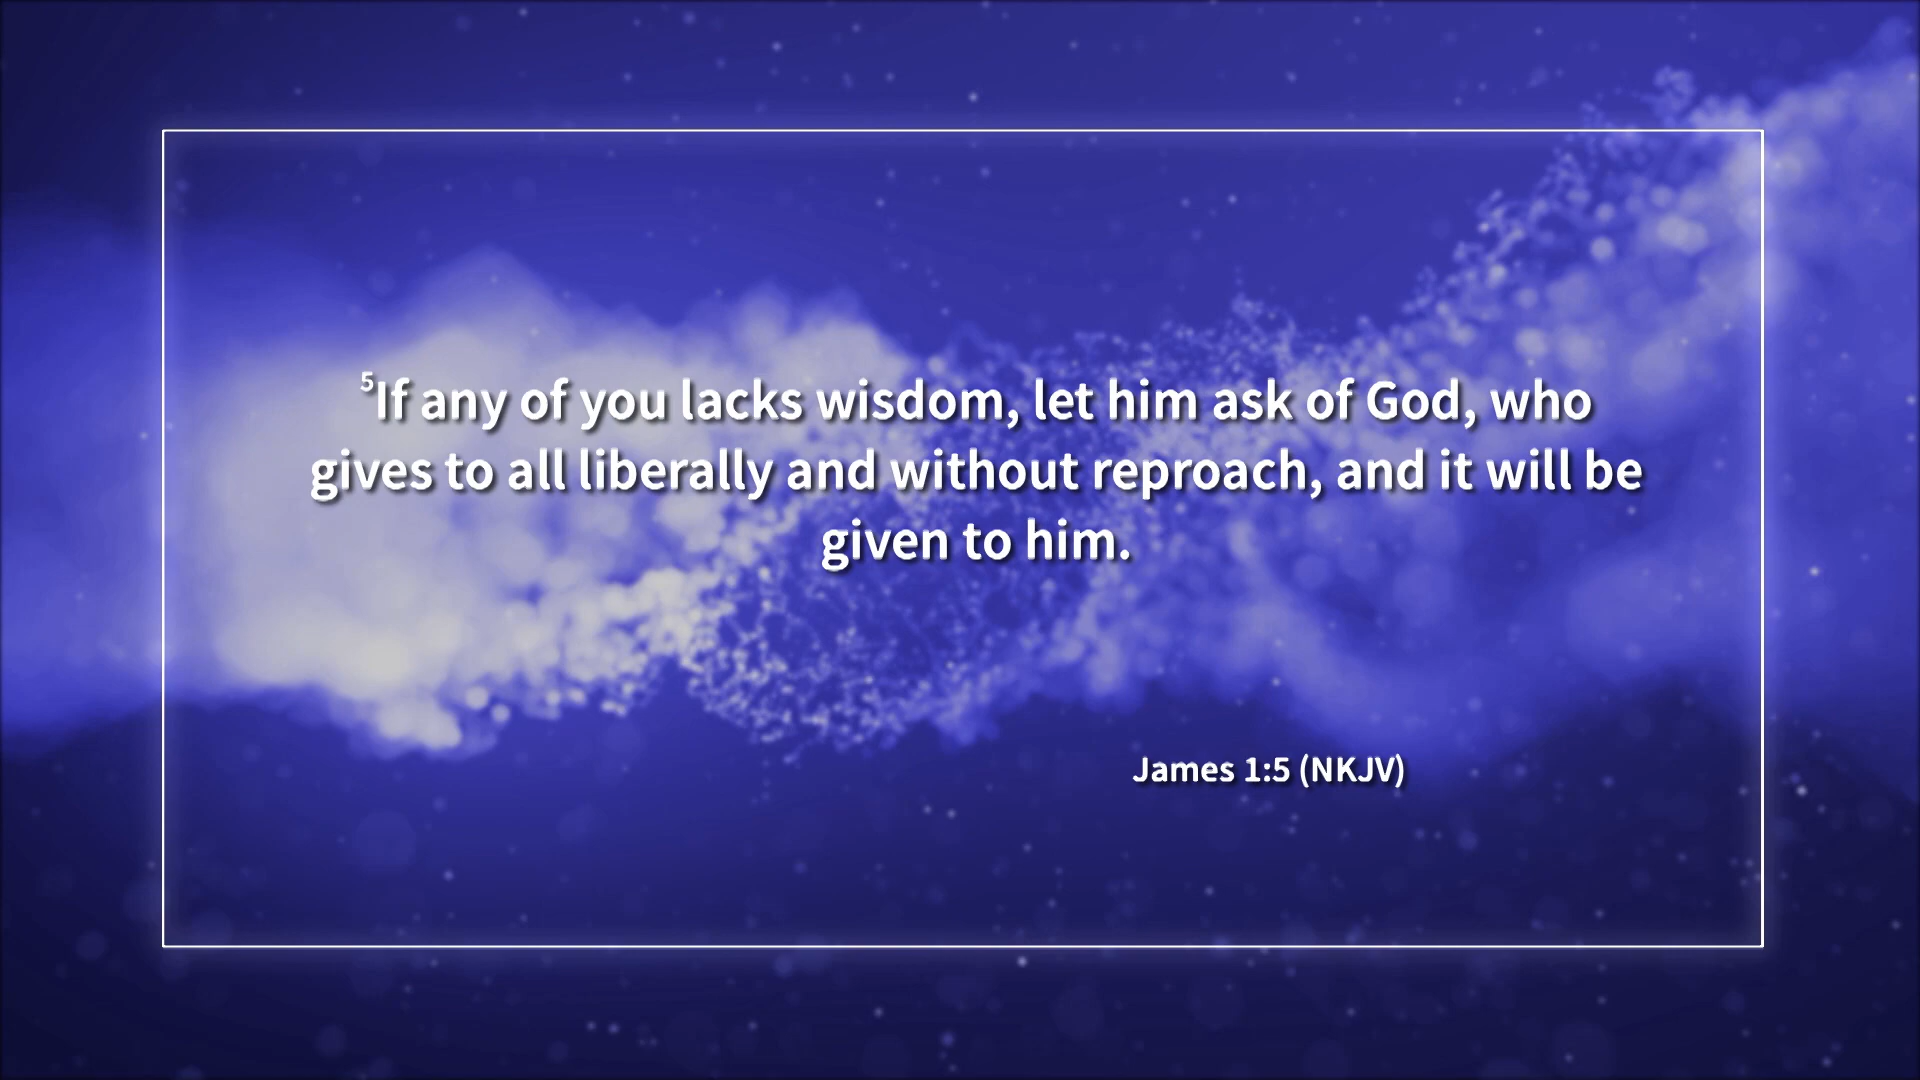 ⁵If any of you lacks wisdom, let him ask of God, who
gives to all liberally and without reproach, and it will be
given to him.
James 1:5 (NKJV)